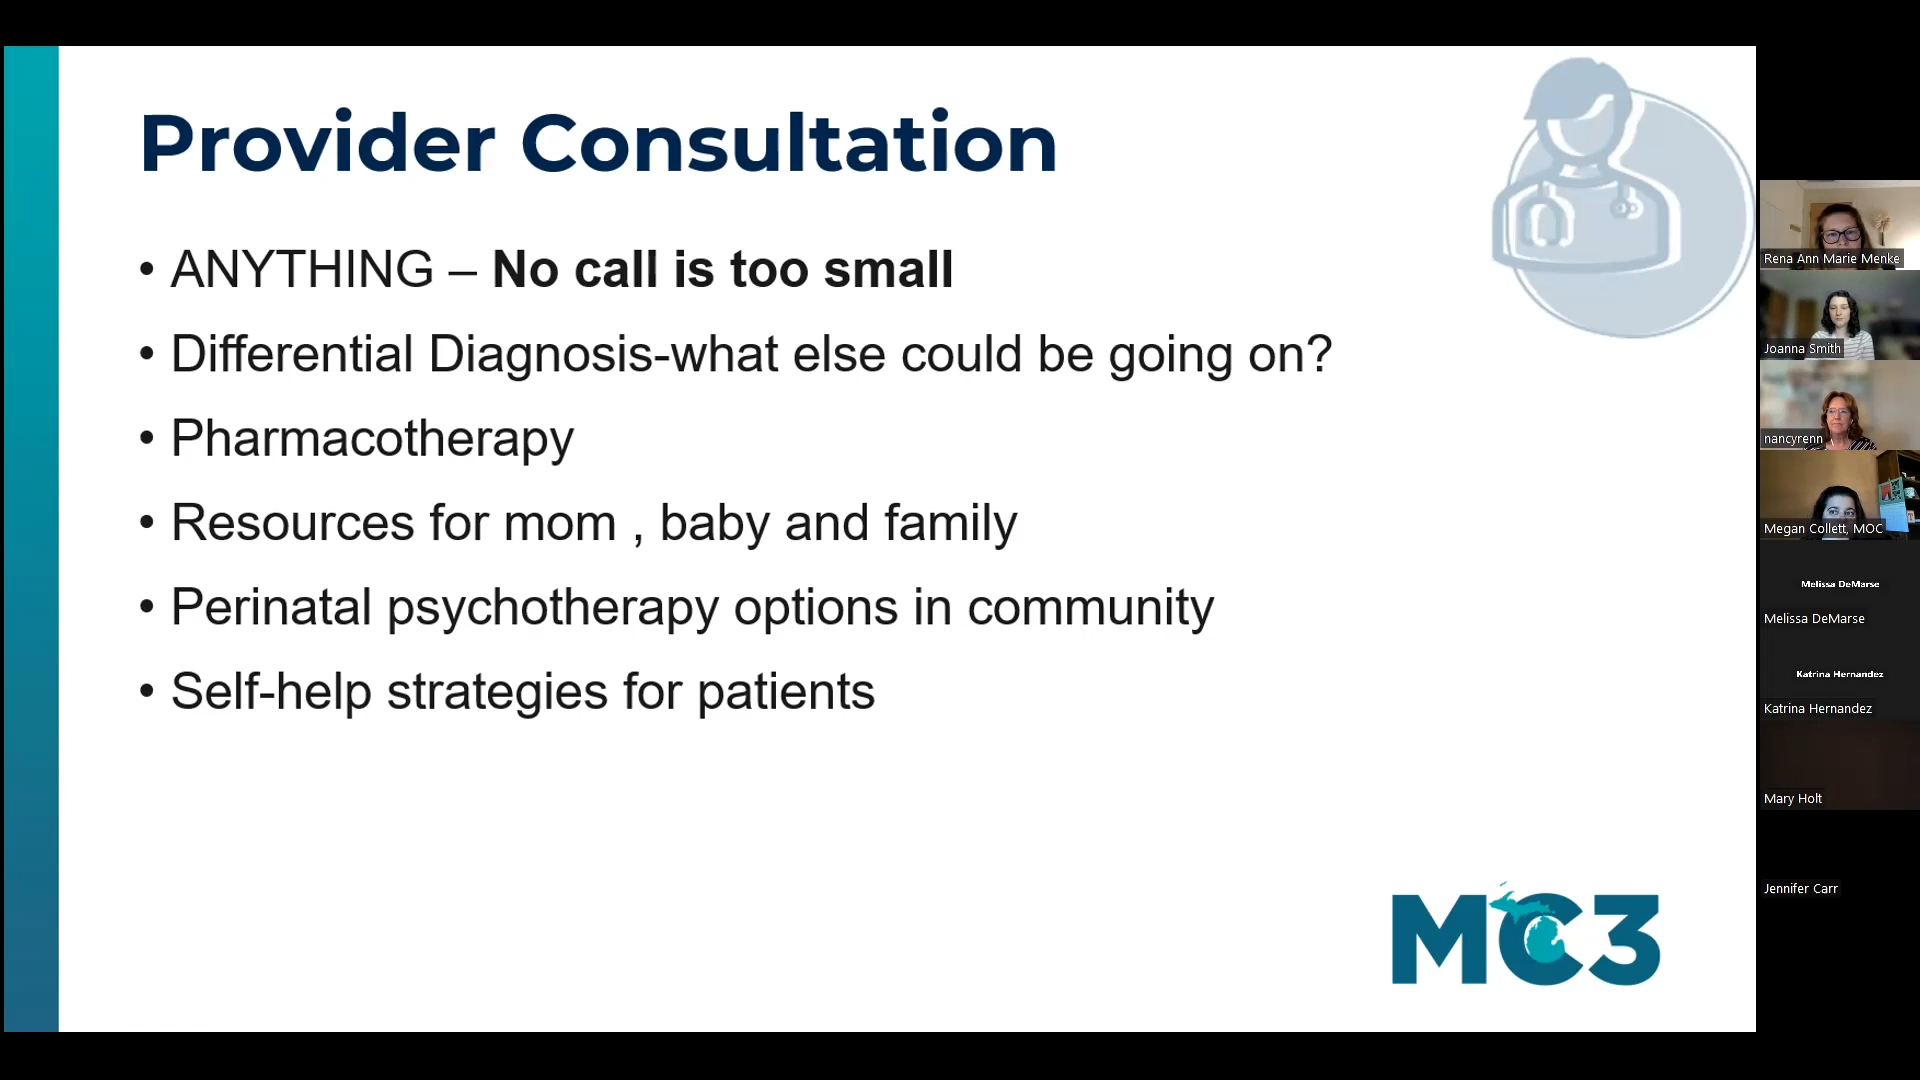 Provider Consultation
• ANYTHING – No call is too small
• Differential Diagnosis-what else could be going on?
• Pharmacotherapy
• Resources for mom , baby and family
• Perinatal psychotherapy options in community
• Self-help strategies for patients
MC3
Rena Ann Marie Menke
Joanna Smith
nancyrenn
Megan Collett, MOC
Melissa DeMarse
Melissa DeMarse
Katrina Hernandez
Katrina Hernandez
Mary Holt
Jennifer Carr